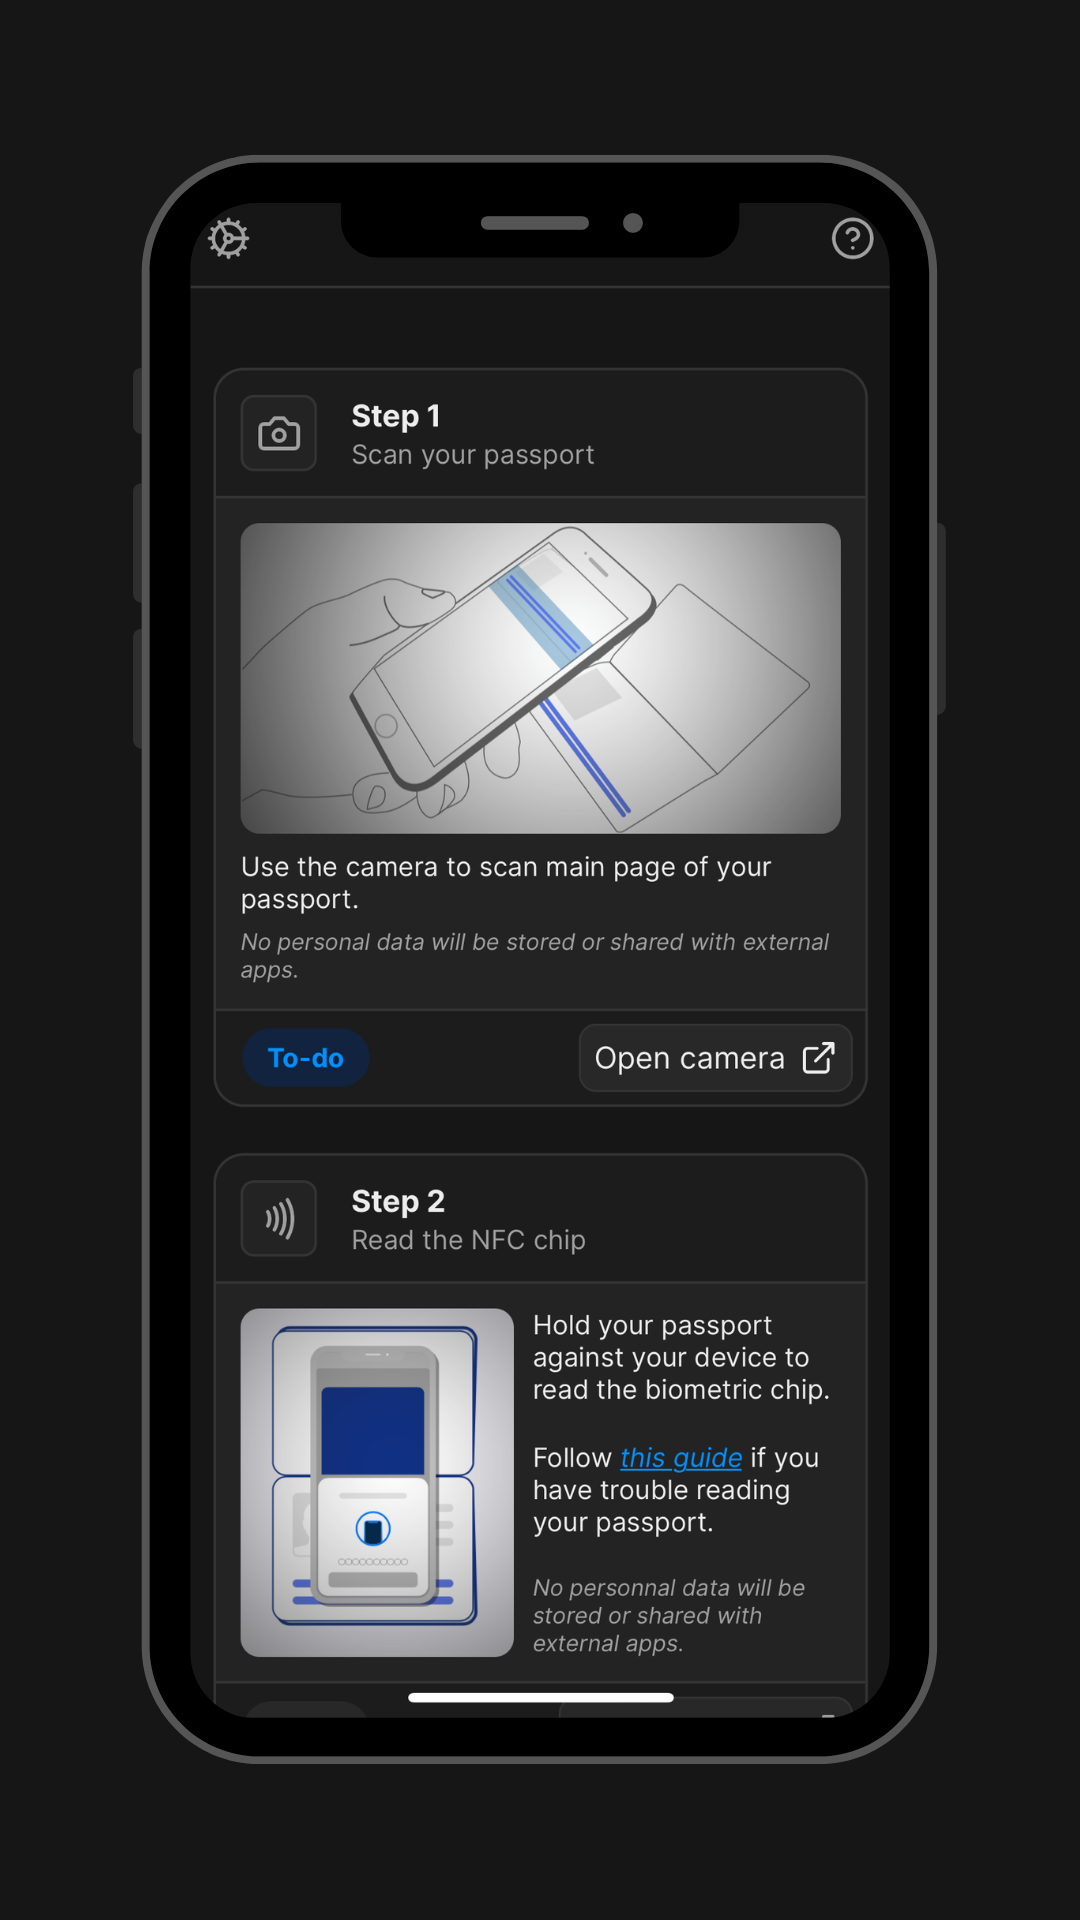 Step 1
Scan your passport
Use the camera to scan main page of your
passport.
No personal data will be stored or shared with external
apps.
To-do
Open camera
Step 2
Read the NFC chip
Hold your passport
against your device to
read the biometric chip.
Follow this guide if you
have trouble reading
your passport.
No personnal data will be
stored or shared with
external apps.